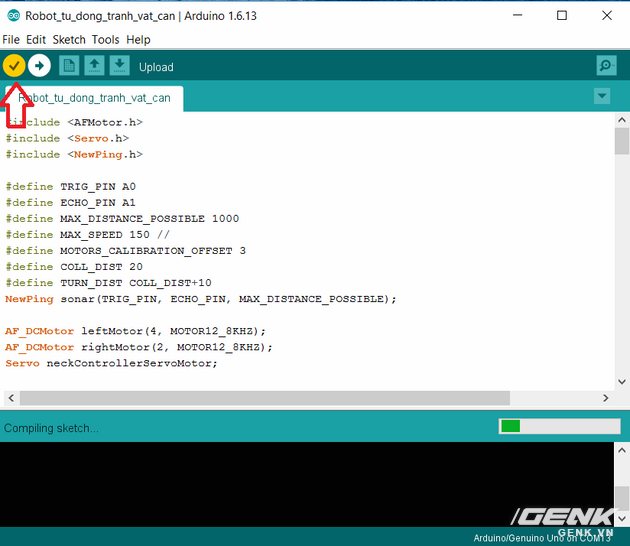 Robot_tu_dong_tranh_vat_can | Arduino 1.6.13
File Edit Sketch Tools Help
Upload
Robot_tu_dong_tranh_vat_can
#include <AFMotor.h>
#include <Servo.h>
#include <NewPing.h>
#define TRIG_PIN A0
#define ECHO_PIN A1
#define MAX_DISTANCE_POSSIBLE 1000
#define MAX_SPEED 150 //
#define MOTORS_CALIBRATION_OFFSET 3
#define COLL_DIST 20
#define TURN_DIST COLL_DIST+10
NewPing sonar(TRIG_PIN, ECHO_PIN, MAX_DISTANCE_POSSIBLE);
AF_DCMotor leftMotor(4, MOTOR12_8KHZ);
AF_DCMotor rightMotor(2, MOTOR12_8KHZ);
Servo neckControllerServoMotor;
Compiling sketch...
GENK
GENK.VN
Arduino/Genuino Uno on COM13